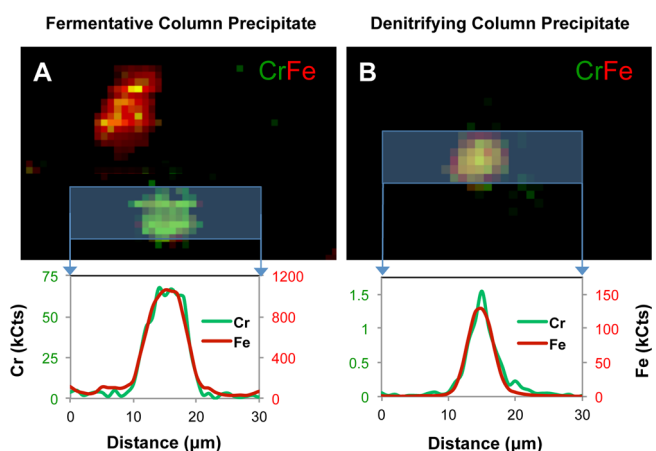 Fermentative Column Precipitate
Denitrifying Column Precipitate
A
CrFe
B
CrFe
75
50
25
0
Cr (kCts)
1200
800
400
0
Cr
Fe
0
10
20
30
Distance (µm)
1.5
1
0.5
0
150
100
50
0
Fe (kCts)
Cr
Fe
0
10
20
30
Distance (µm)